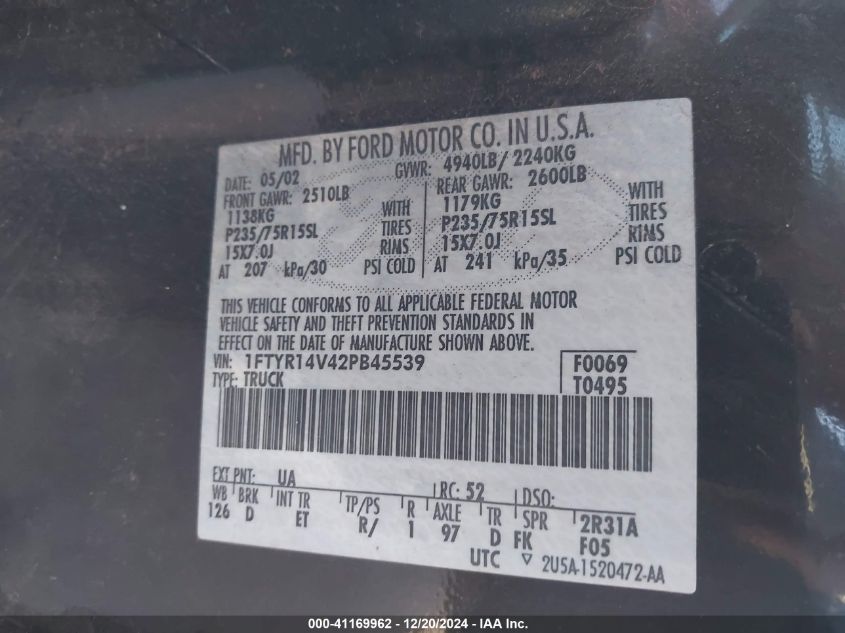 MFD. BY FORD MOTOR CO. IN U.S.A.
DATE: 05/02 GVWR: 4940LB/ 2240KG
FRONT GAWR: 2510LB REAR GAWR: 2600LB
1138KG WITH 1179KG WITH
P235/75R15SL TIRES P235/75R15SL TIRES
15X7.0J RIMS 15X7.0J RIMS
AT 207 kPa/30 PSI COLD AT 241 kPa/35 PSI COLD
THIS VEHICLE CONFORMS TO ALL APPLICABLE FEDERAL MOTOR
VEHICLE SAFETY AND THEFT PREVENTION STANDARDS IN
EFFECT ON THE DATE OF MANUFACTURE SHOWN ABOVE.
VIN: 1FTYR14V42PB45539 F0069
TYPE: TRUCK T0495
EXT PNT: UA RC: 52 DSO:
WB BRK INT TR TP/PS R AXLE TR SPR 2R31A
126 D ET R/ 1 97 D FK F05
UTC ▽ 2U5A-1520472-AA
000-41169962 - 12/20/2024 - IAA Inc.